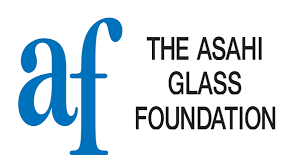 af
THE ASAHI
GLASS
FOUNDATION